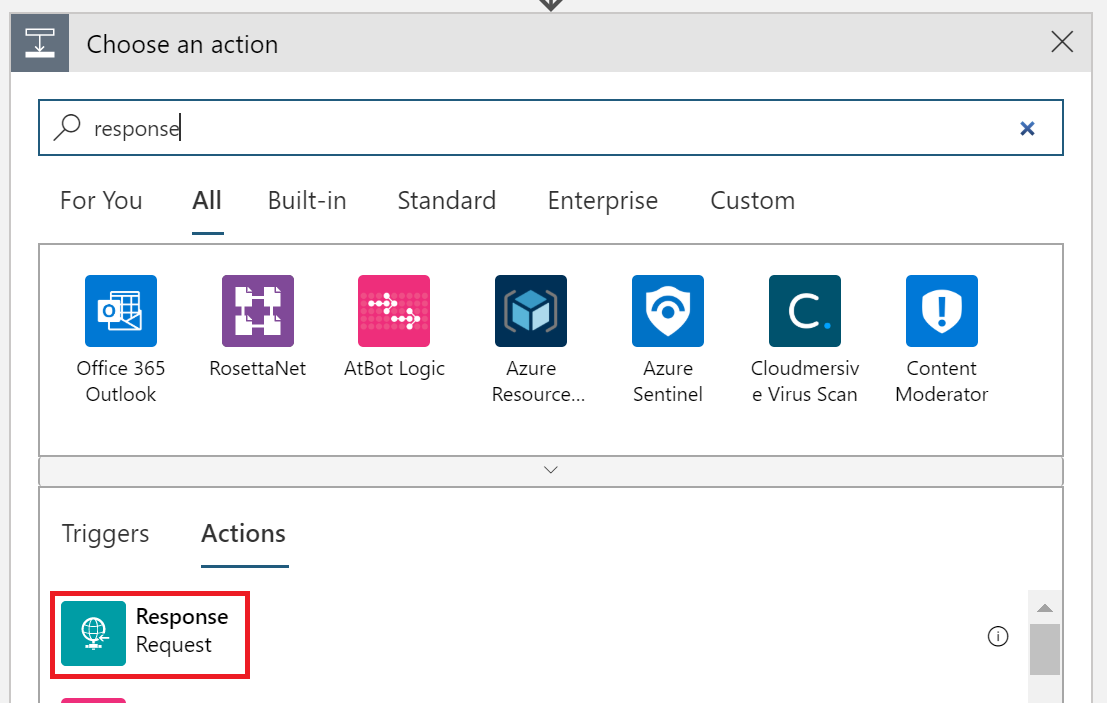 Choose an action
response
For You All Built-in Standard Enterprise Custom
Office 365 RosettaNet AtBot Logic Azure Azure Cloudmersiv Content
Outlook Resource... Sentinel e Virus Scan Moderator
Triggers Actions
Response
Request